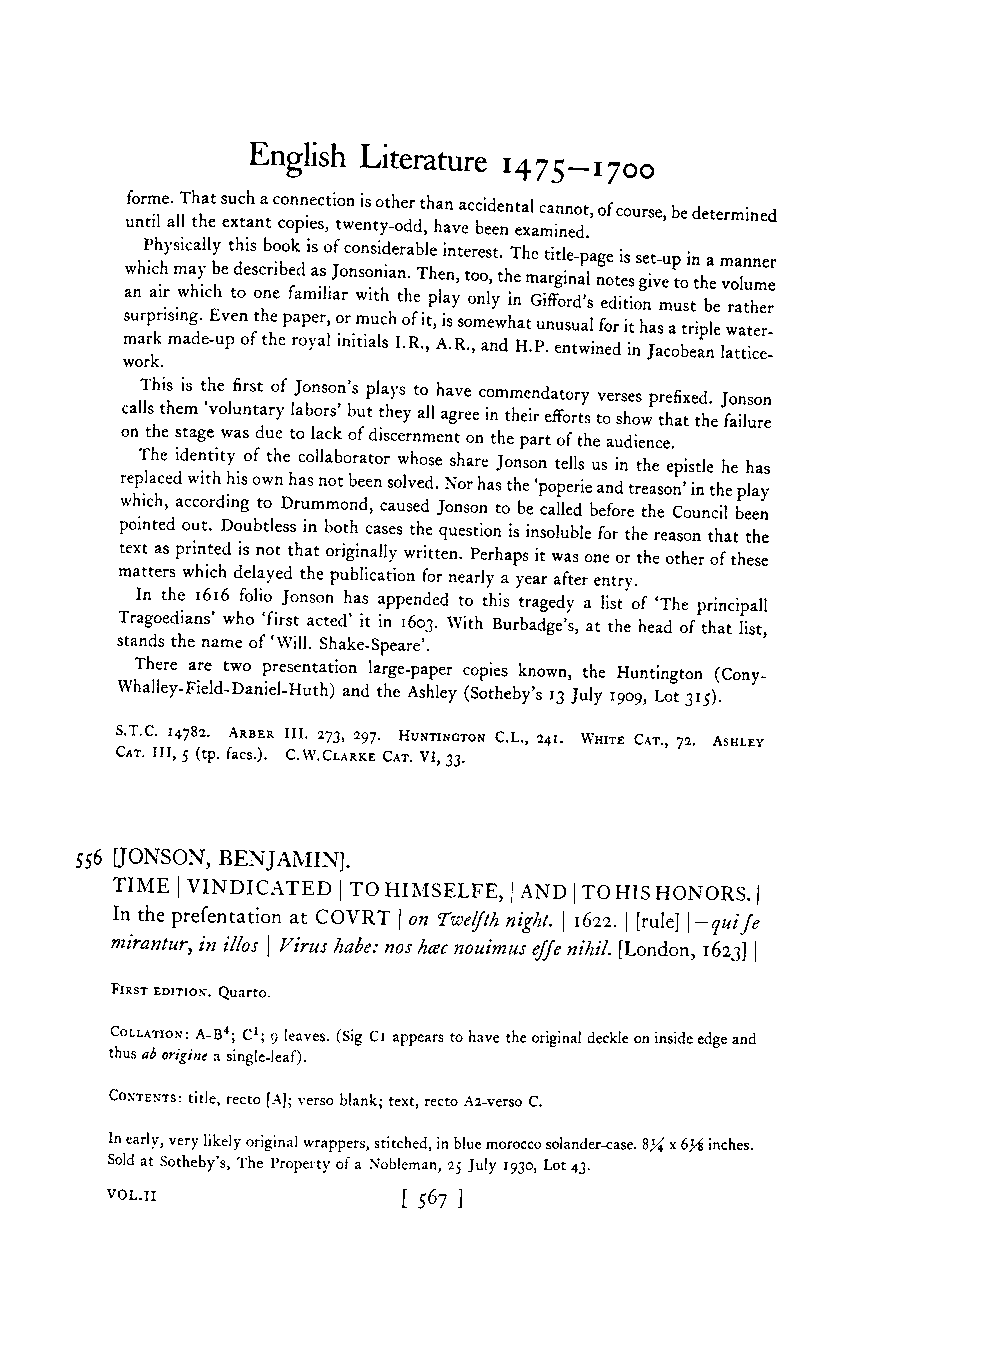 English Literature 1475–1700
forme. That such a connection is other than accidental cannot, of course, be determined
until all the extant copies, twenty-odd, have been examined.
Physically this book is of considerable interest. The title-page is set-up in a manner
which may be described as Jonsonian. Then, too, the marginal notes give to the volume
an air which to one familiar with the play only in Gifford's edition must be rather
surprising. Even the paper, or much of it, is somewhat unusual for it has a triple water-
mark made-up of the royal initials I.R., A.R., and H.P. entwined in Jacobean lattice-
work.
This is the first of Jonson's plays to have commendatory verses prefixed. Jonson
calls them 'voluntary labors' but they all agree in their efforts to show that the failure
on the stage was due to lack of discernment on the part of the audience.
The identity of the collaborator whose share Jonson tells us in the epistle he has
replaced with his own has not been solved. Nor has the 'poperie and treason' in the play
which, according to Drummond, caused Jonson to be called before the Council been
pointed out. Doubtless in both cases the question is insoluble for the reason that the
text as printed is not that originally written. Perhaps it was one or the other of these
matters which delayed the publication for nearly a year after entry.
In the 1616 folio Jonson has appended to this tragedy a list of 'The principall
Tragoedians' who 'first acted' it in 1603. With Burbadge's, at the head of that list,
stands the name of 'Will. Shake-Speare'.
There are two presentation large-paper copies known, the Huntington (Cony-
Whalley-Field-Daniel-Huth) and the Ashley (Sotheby's 13 July 1909, Lot 315).
S.T.C. 14782. ARBER III. 273, 297. HUNTINGTON C.L., 241. WHITE CAT., 72. ASHLEY
CAT. III, 5 (tp. facs.). C.W.CLARKE CAT. VI, 33.
556 [JONSON, BENJAMIN].
TIME | VINDICATED | TO HIMSELFE, | AND | TO HIS HONORS. |
In the preſentation at COVRT | on Twelfth night. | 1622. | [rule] | —qui ſe
mirantur, in illos | Virus habe: nos hæc nouimus eſſe nihil. [London, 1623] |
FIRST EDITION. Quarto.
COLLATION: A-B⁴; C¹; 9 leaves. (Sig C1 appears to have the original deckle on inside edge and
thus ab origine a single-leaf).
CONTENTS: title, recto [A]; verso blank; text, recto A2-verso C.
In early, very likely original wrappers, stitched, in blue morocco solander-case. 8¼ x 6⅛ inches.
Sold at Sotheby's, The Property of a Nobleman, 25 July 1930, Lot 43.
VOL.II [ 567 ]